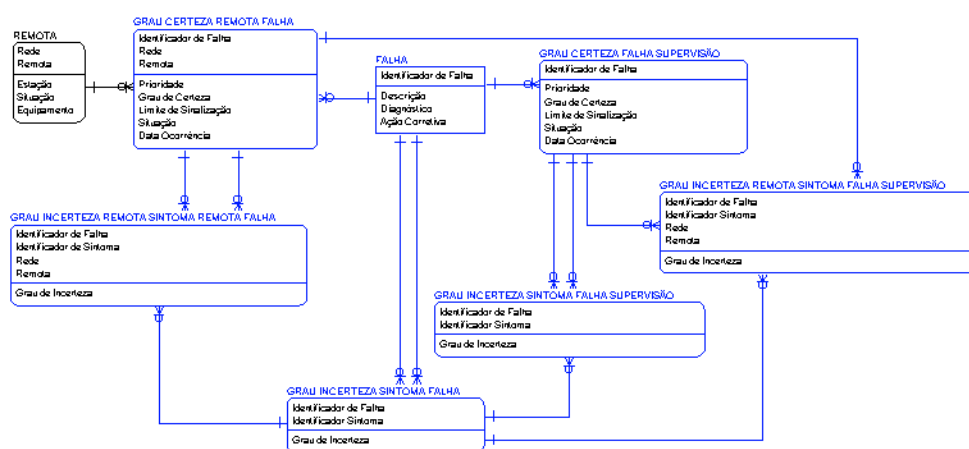 REMOTA
Rede
Remota
Estação
Situação
Equipamento
GRAU CERTEZA REMOTA FALHA
Identificador de Falha
Rede
Remota
Prioridade
Grau de Certeza
Limite de Sinalização
Situação
Data Ocorrência
FALHA
Identificador de Falha
Descrição
Diagnóstico
Ação Corretiva
GRAU CERTEZA FALHA SUPERVISÃO
Identificador de Falha
Prioridade
Grau de Certeza
Limite de Sinalização
Situação
Data Ocorrência
GRAU INCERTEZA REMOTA SINTOMA REMOTA FALHA
Identificador de Falha
Identificador de Sintoma
Rede
Remota
Grau de Incerteza
GRAU INCERTEZA REMOTA SINTOMA FALHA SUPERVISÃO
Identificador de Falha
Identificador Sintoma
Rede
Remota
Grau de Incerteza
GRAU INCERTEZA SINTOMA FALHA SUPERVISÃO
Identificador de Falha
Identificador Sintoma
Grau de Incerteza
GRAU INCERTEZA SINTOMA FALHA
Identificador de Falha
Identificador Sintoma
Grau de Incerteza